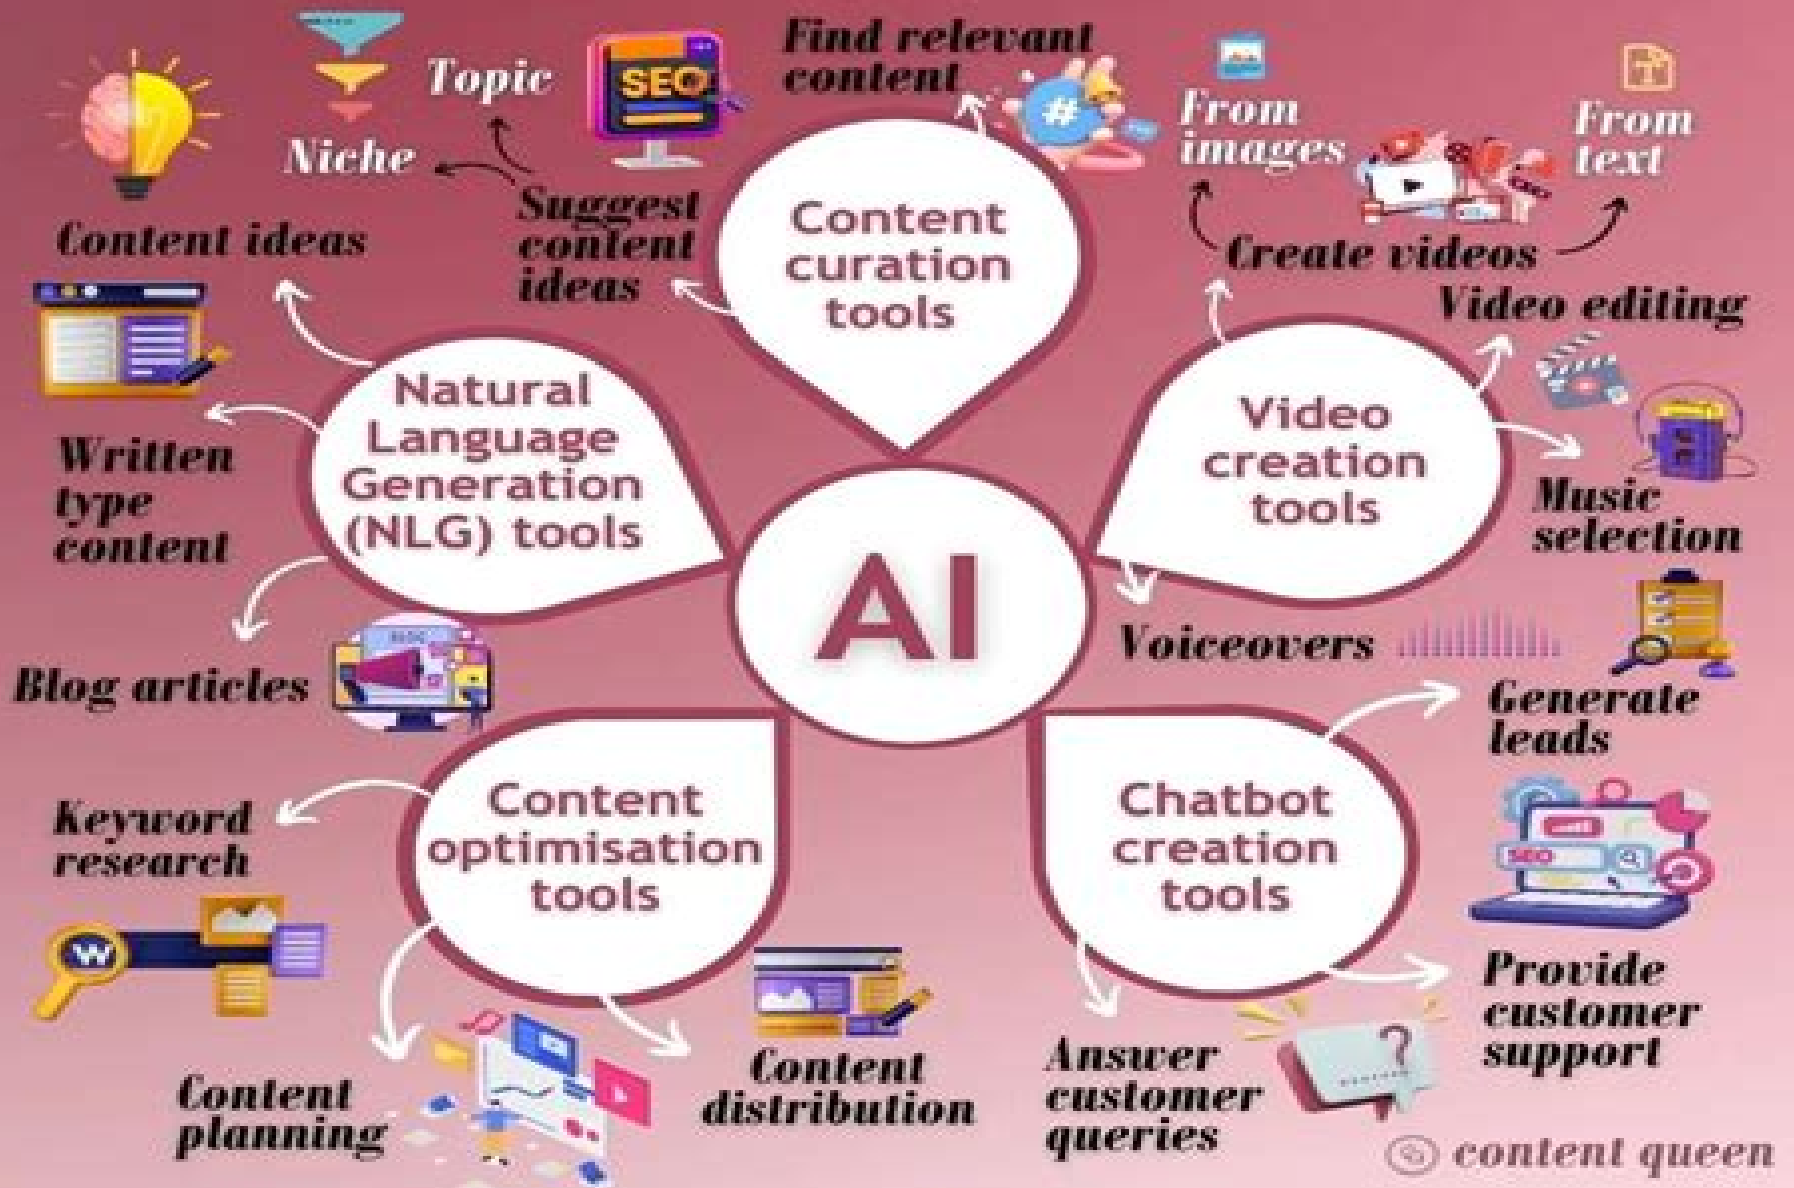 Find relevant
content
Topic
SEO
#
Niche
From
images
From
text
Suggest
content
ideas
Content ideas
Create videos
Video editing
Content
curation
tools
Natural
Language
Generation
(NLG) tools
Video
creation
tools
Written
type
content
Music
selection
AI
Voiceovers
Blog articles
BLOG
Generate
leads
Keyword
research
W
Content
optimisation
tools
Chatbot
creation
tools
SEO
Content
planning
Content
distribution
Answer
customer
queries
?
Provide
customer
support
content queen